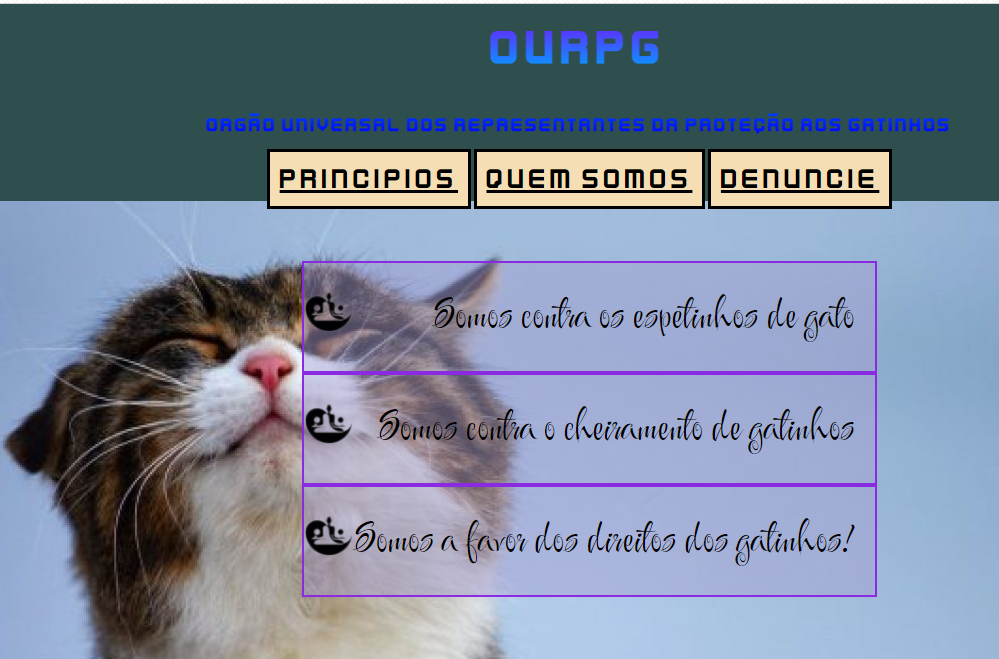 OURPG
ORGÃO UNIVERSAL DOS REPRESENTANTES DA PROTEÇÃO AOS GATINHOS
PRINCIPIOS QUEM SOMOS DENUNCIE
Somos contra os espetinhos de gato
Somos contra o cheiramento de gatinhos
Somos a favor dos direitos dos gatinhos!